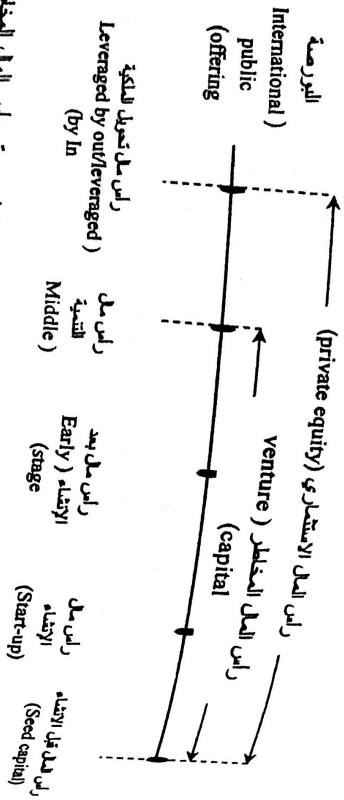 رأس المال الاستثماري (private equity)
رأس المال المخاطر ( venture
(capital
البورصة
International )
public
(offering
رأس مال تحويل الملكية
Leveraged by out/leveraged )
(by In
رأس مال
التنمية
Middle )
رأس مال بعد
الإنشاء ( Early
(stage
رأس مال
الإنشاء
(Start-up)
رأس المال قبل الإنشاء
(Seed capital)